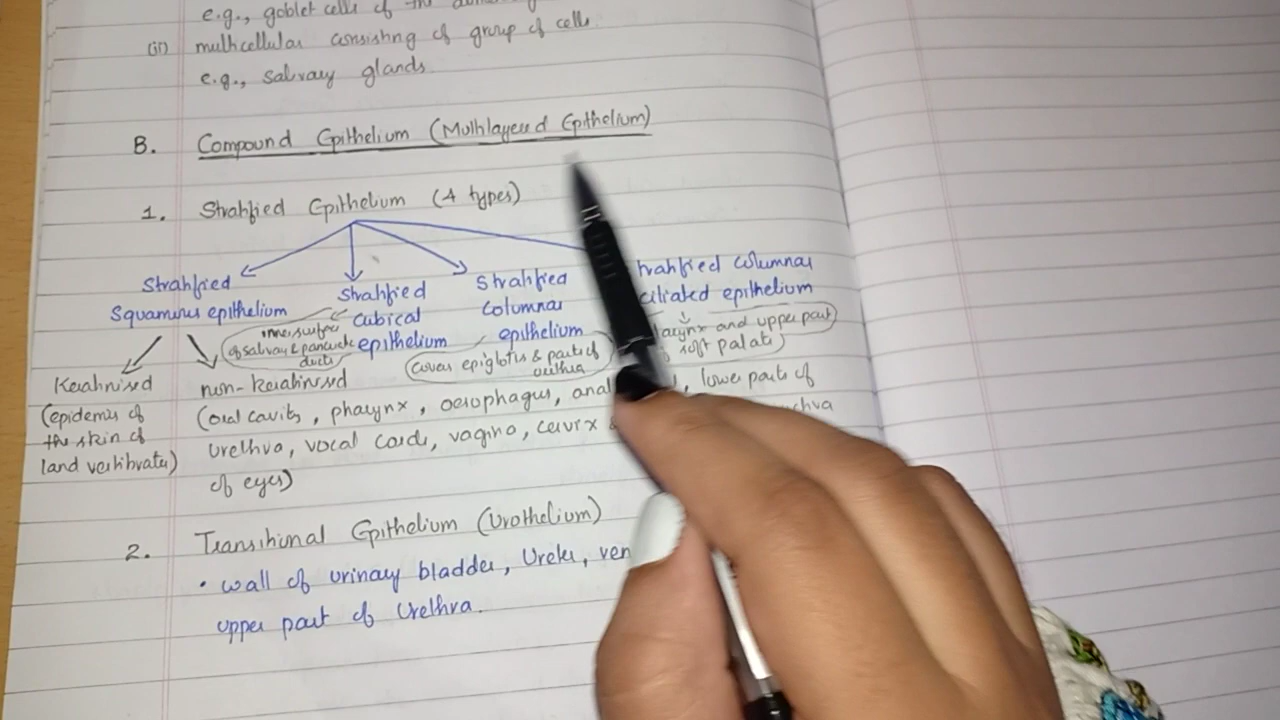 e.g., goblet cells of the
(ii) multicellular consisting of group of cells
e.g., salivary glands
B. Compound Epithelium (Multilayered Epithelium)
1. Stratified Epithelium (4 types)
Stratified
Squamous epithelium
Stratified
cubical
epithelium
Stratified
columnar
epithelium
columnar
ciliated epithelium
inner surface
of salivary & pancreatic
ducts
covers epiglottis & parts of
urethra
larynx and upper part
soft palate
Keratinised
(epidermis of
the skin of
land vertibrates)
non-keratinised
(oral cavity, pharynx, oesophagus, anal , lower parts of
urethra, vocal cords, vagina, cervix
of eyes)
2. Transitional Epithelium (Urothelium)
• wall of urinary bladder, Ureter,
upper part of Urethra.